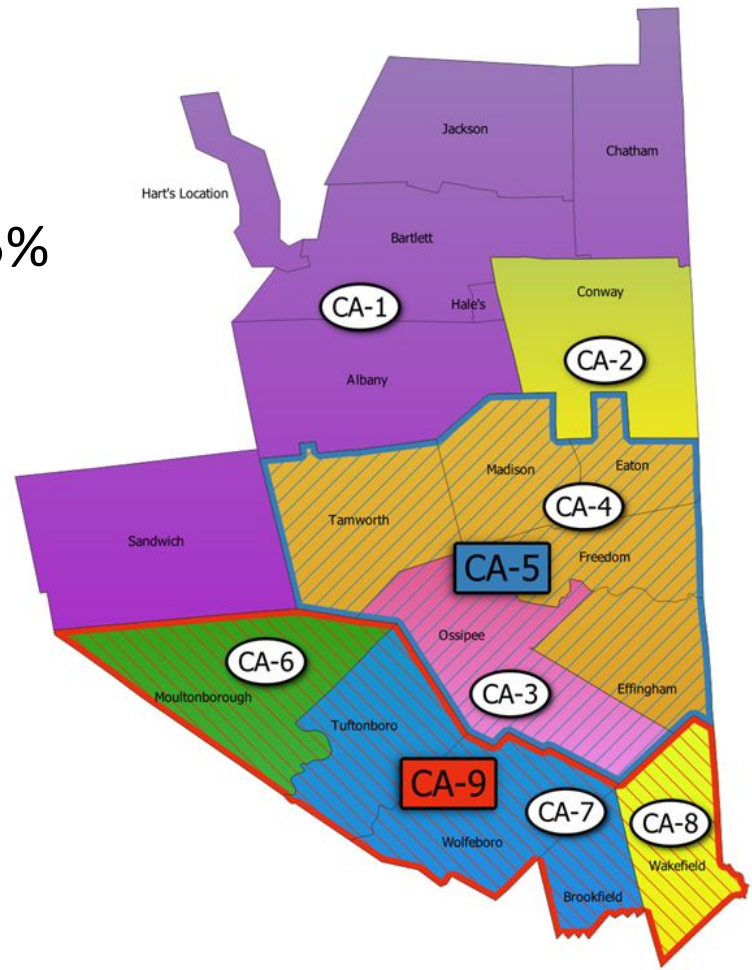 Jackson
Chatham
Hart's Location
%
Bartlett
Conway
Hale's
CA-1
CA-2
Albany
Madison
Eaton
CA-4
Tamworth
Sandwich
Freedom
CA-5
Ossipee
CA-6
Effingham
Moultonborough
CA-3
Tuftonboro
CA-9
CA-7
CA-8
Wolfeboro
Wakefield
Brookfield